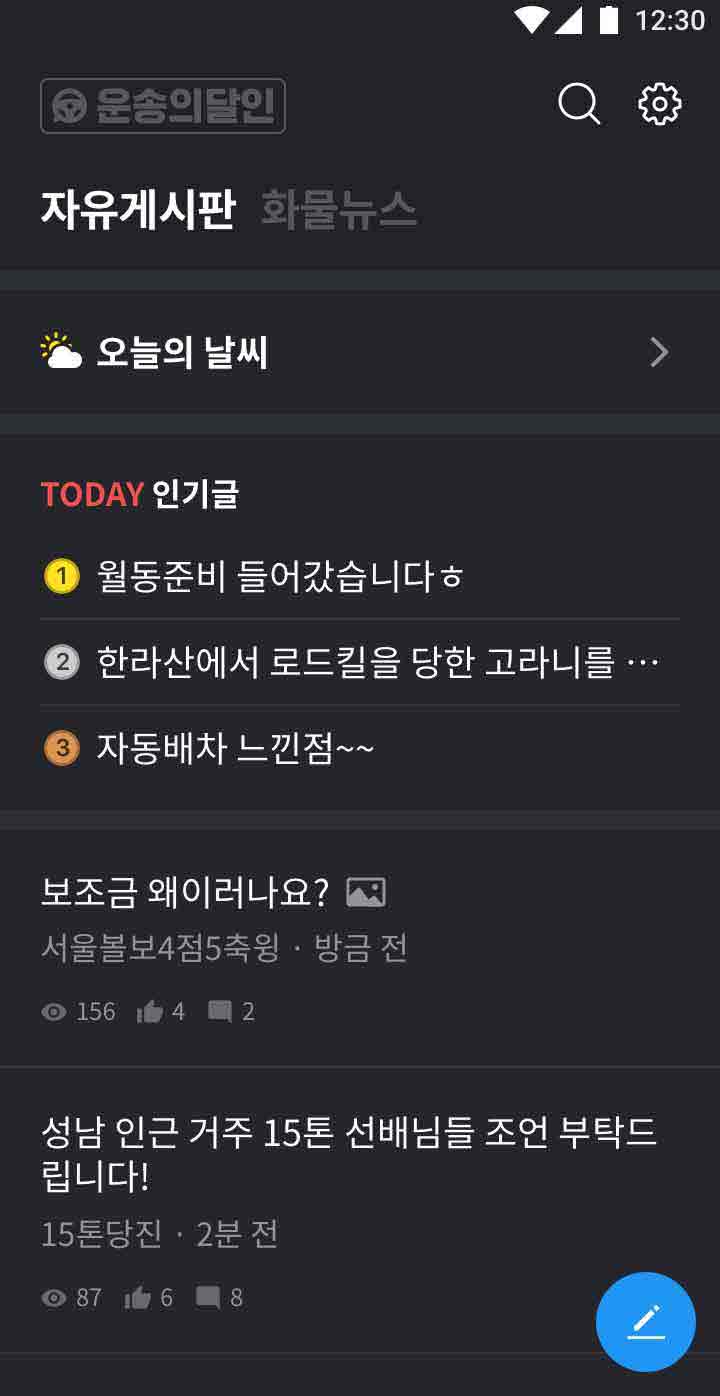 12:30
운송의달인
자유게시판 화물뉴스
오늘의 날씨
TODAY 인기글
1 월동준비 들어갔습니다ㅎ
2 한라산에서 로드킬을 당한 고라니를 ···
3 자동배차 느낀점~~
보조금 왜이러나요?
서울볼보4점5축윙 · 방금 전
156 4 2
성남 인근 거주 15톤 선배님들 조언 부탁드
립니다!
15톤당진 · 2분 전
87 6 8